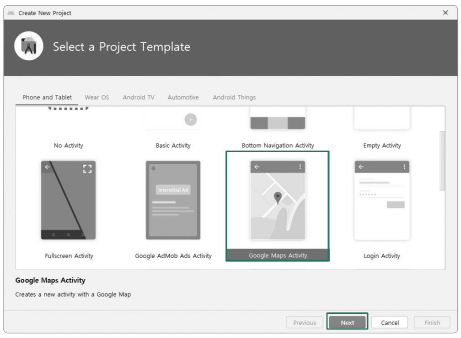 Create New Project
Select a Project Template
Phone and Tablet Wear OS Android TV Automotive Android Things
No Activity Basic Activity Bottom Navigation Activity Empty Activity
Interstitial Ad
Fullscreen Activity Google AdMob Ads Activity Google Maps Activity Login Activity
Google Maps Activity
Creates a new activity with a Google Map
Previous Next Cancel Finish